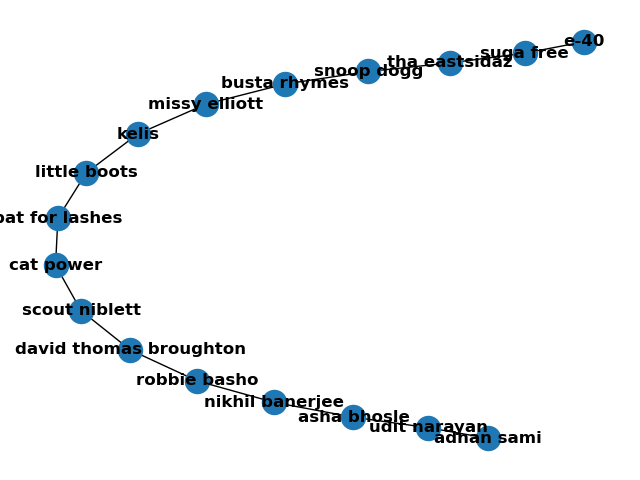 e-40
suga free
tha eastsidaz
snoop dogg
busta rhymes
missy elliott
kelis
little boots
bat for lashes
cat power
scout niblett
david thomas broughton
robbie basho
nikhil banerjee
asha bhosle
udit narayan
adnan sami